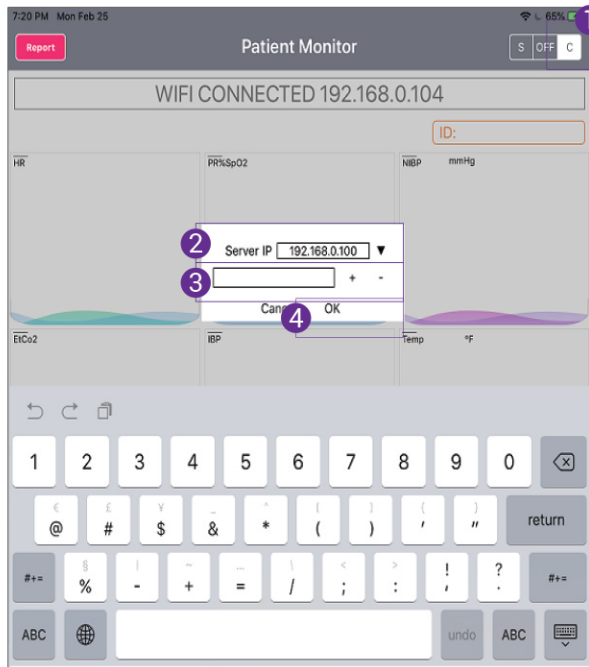 7:20 PM Mon Feb 25 65% 1
Report Patient Monitor S OFF C
WIFI CONNECTED 192.168.0.104
ID:
HR PR%SpO2 NIBP mmHg
2 Server IP 192.168.0.100 ▼
3 + -
4 OK
EtCo2 IBP Temp °F
1 2 3 4 5 6 7 8 9 0
€ £ ¥ _ ^ [ ] { }
@ # $ & * ( ) ' " return
§ | ~ … \ < > ! ?
#+= % - + = / ; : , . #+=
ABC undo ABC